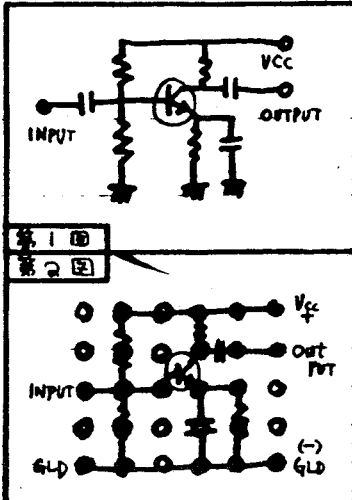 VCC
OUTPUT
INPUT
第1図
第2図
Vcc
+
OUT
PUT
INPUT
(-)
GLD
GLD